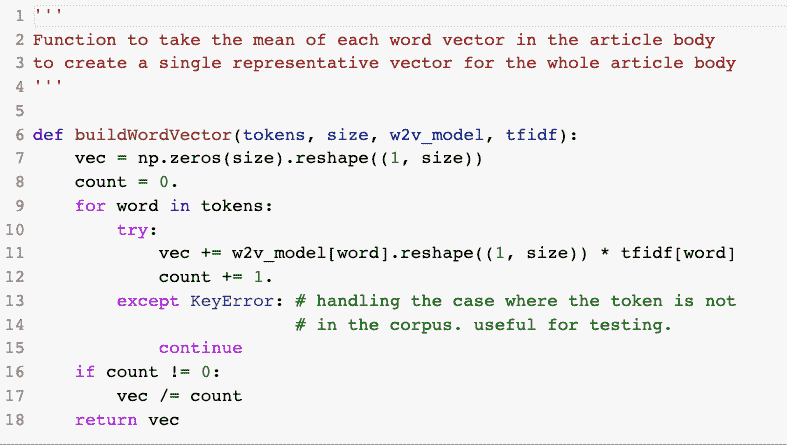 1 '''
2 Function to take the mean of each word vector in the article body
3 to create a single representative vector for the whole article body
4 '''
5
6 def buildWordVector(tokens, size, w2v_model, tfidf):
7     vec = np.zeros(size).reshape((1, size))
8     count = 0.
9     for word in tokens:
10         try:
11             vec += w2v_model[word].reshape((1, size)) * tfidf[word]
12             count += 1.
13         except KeyError: # handling the case where the token is not
14                          # in the corpus. useful for testing.
15             continue
16     if count != 0:
17         vec /= count
18     return vec